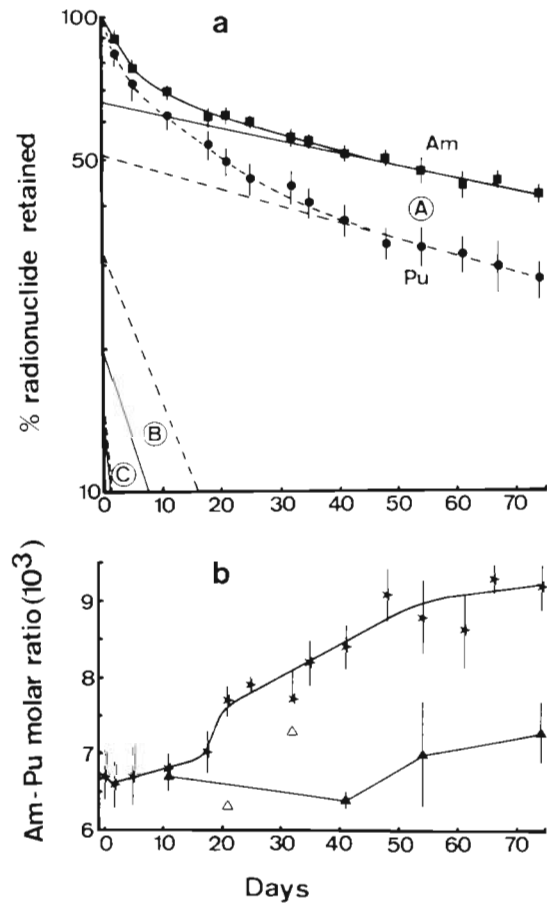 a
100
50
10
% radionuclide retained
Am
A
Pu
B
C
0 10 20 30 40 50 60 70
b
9
8
7
6
Am-Pu molar ratio (10³)
0 10 20 30 40 50 60 70
Days